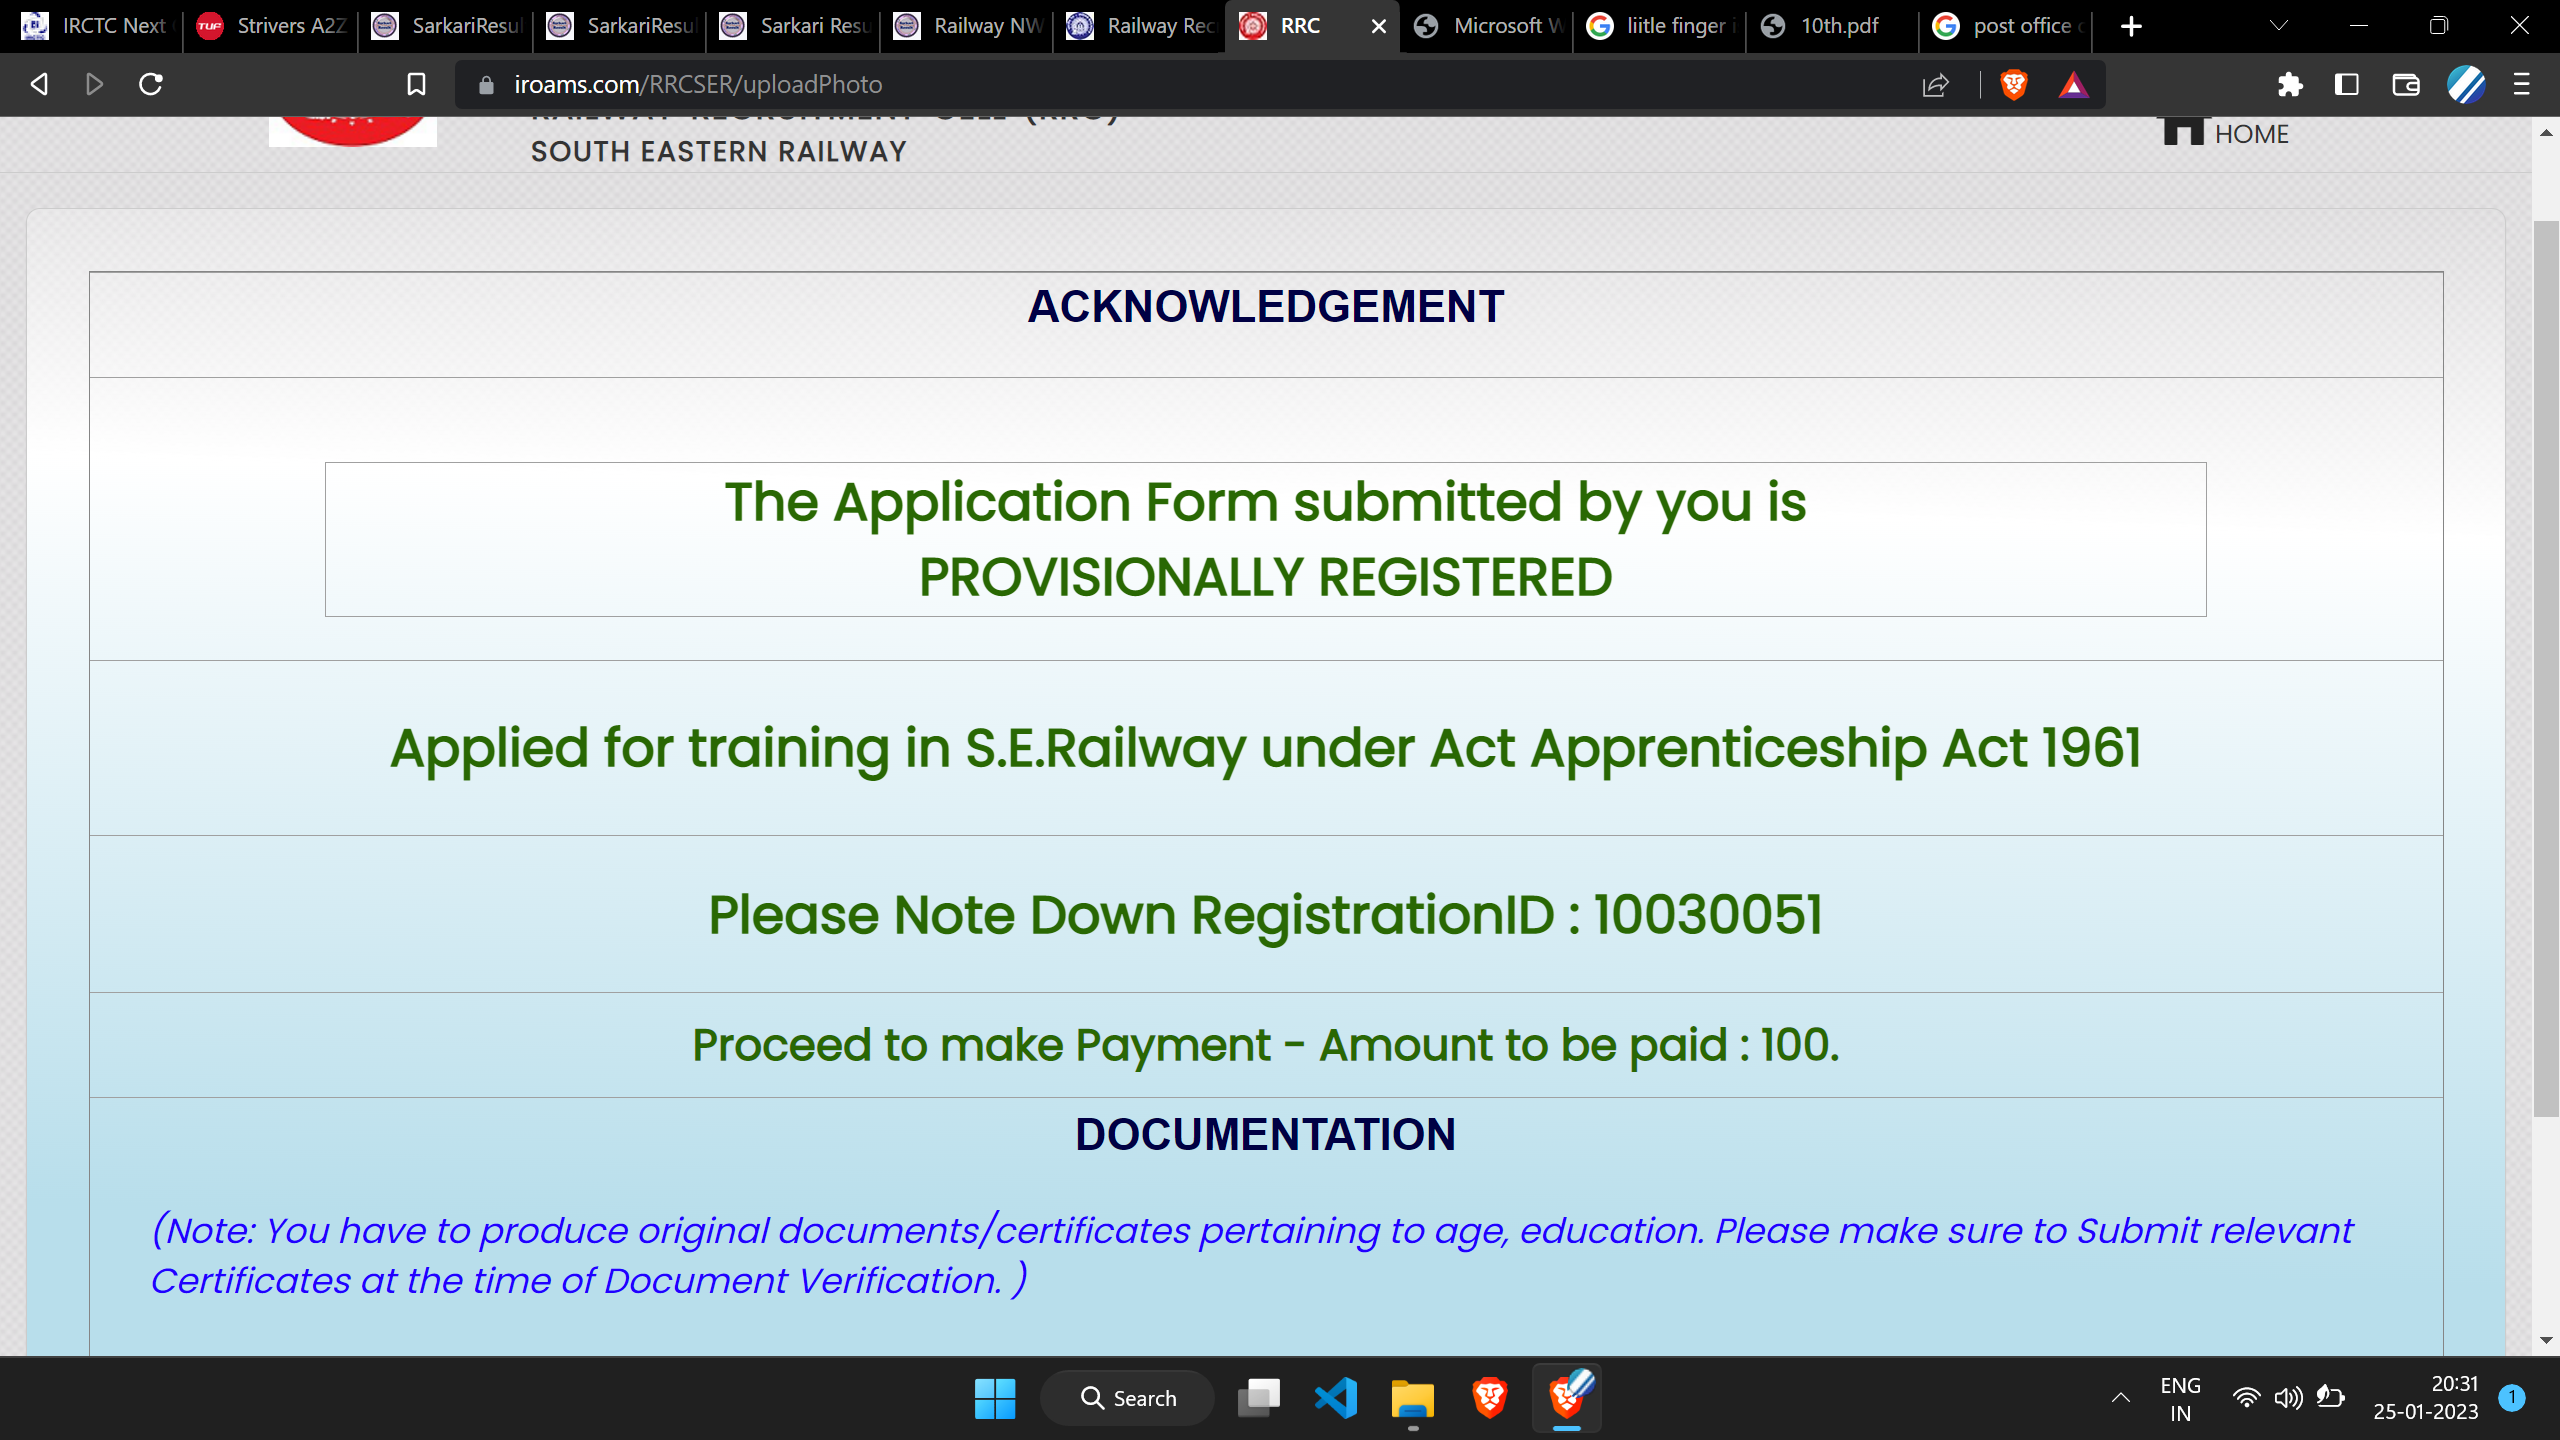 IRCTC Next
Strivers A2Z
SarkariResul
SarkariResul
Sarkari Resu
Railway NW
Railway Rec
RRC
Microsoft W
liitle finger i
10th.pdf
post office
iroams.com/RRCSER/uploadPhoto
SOUTH EASTERN RAILWAY
HOME
ACKNOWLEDGEMENT
The Application Form submitted by you is
PROVISIONALLY REGISTERED
Applied for training in S.E.Railway under Act Apprenticeship Act 1961
Please Note Down RegistrationID : 10030051
Proceed to make Payment - Amount to be paid : 100.
DOCUMENTATION
(Note: You have to produce original documents/certificates pertaining to age, education. Please make sure to Submit relevant
Certificates at the time of Document Verification. )
Search
ENG
IN
20:31
25-01-2023
1